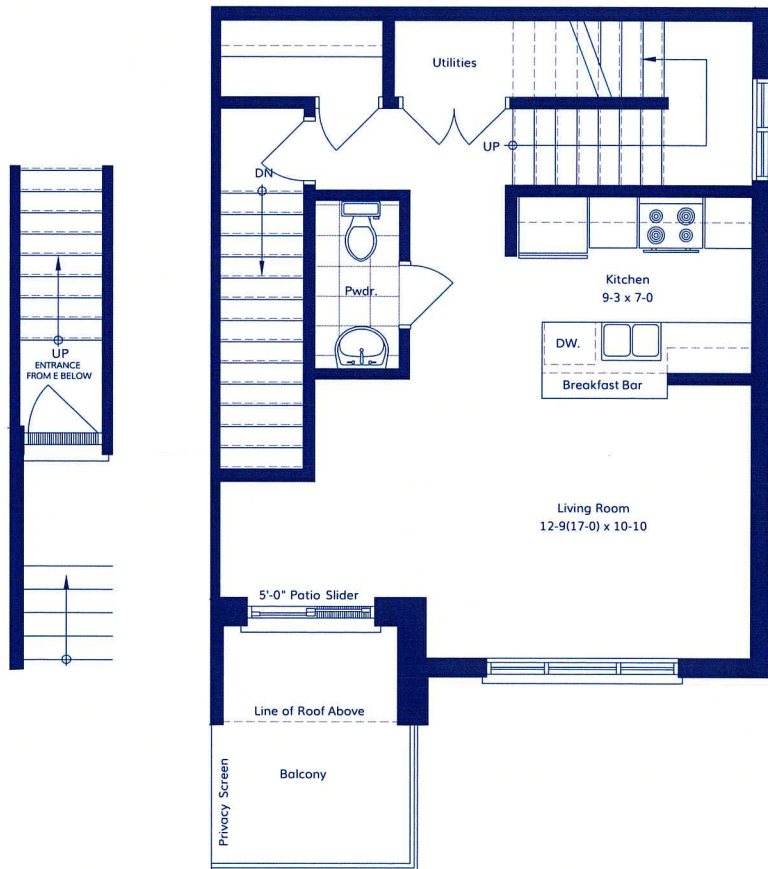 Utilities
UP
DN
Pwdr.
Kitchen
9-3 x 7-0
DW.
Breakfast Bar
UP
ENTRANCE
FROM E BELOW
Living Room
12-9(17-0) x 10-10
5'-0" Patio Slider
Line of Roof Above
Balcony
Privacy Screen